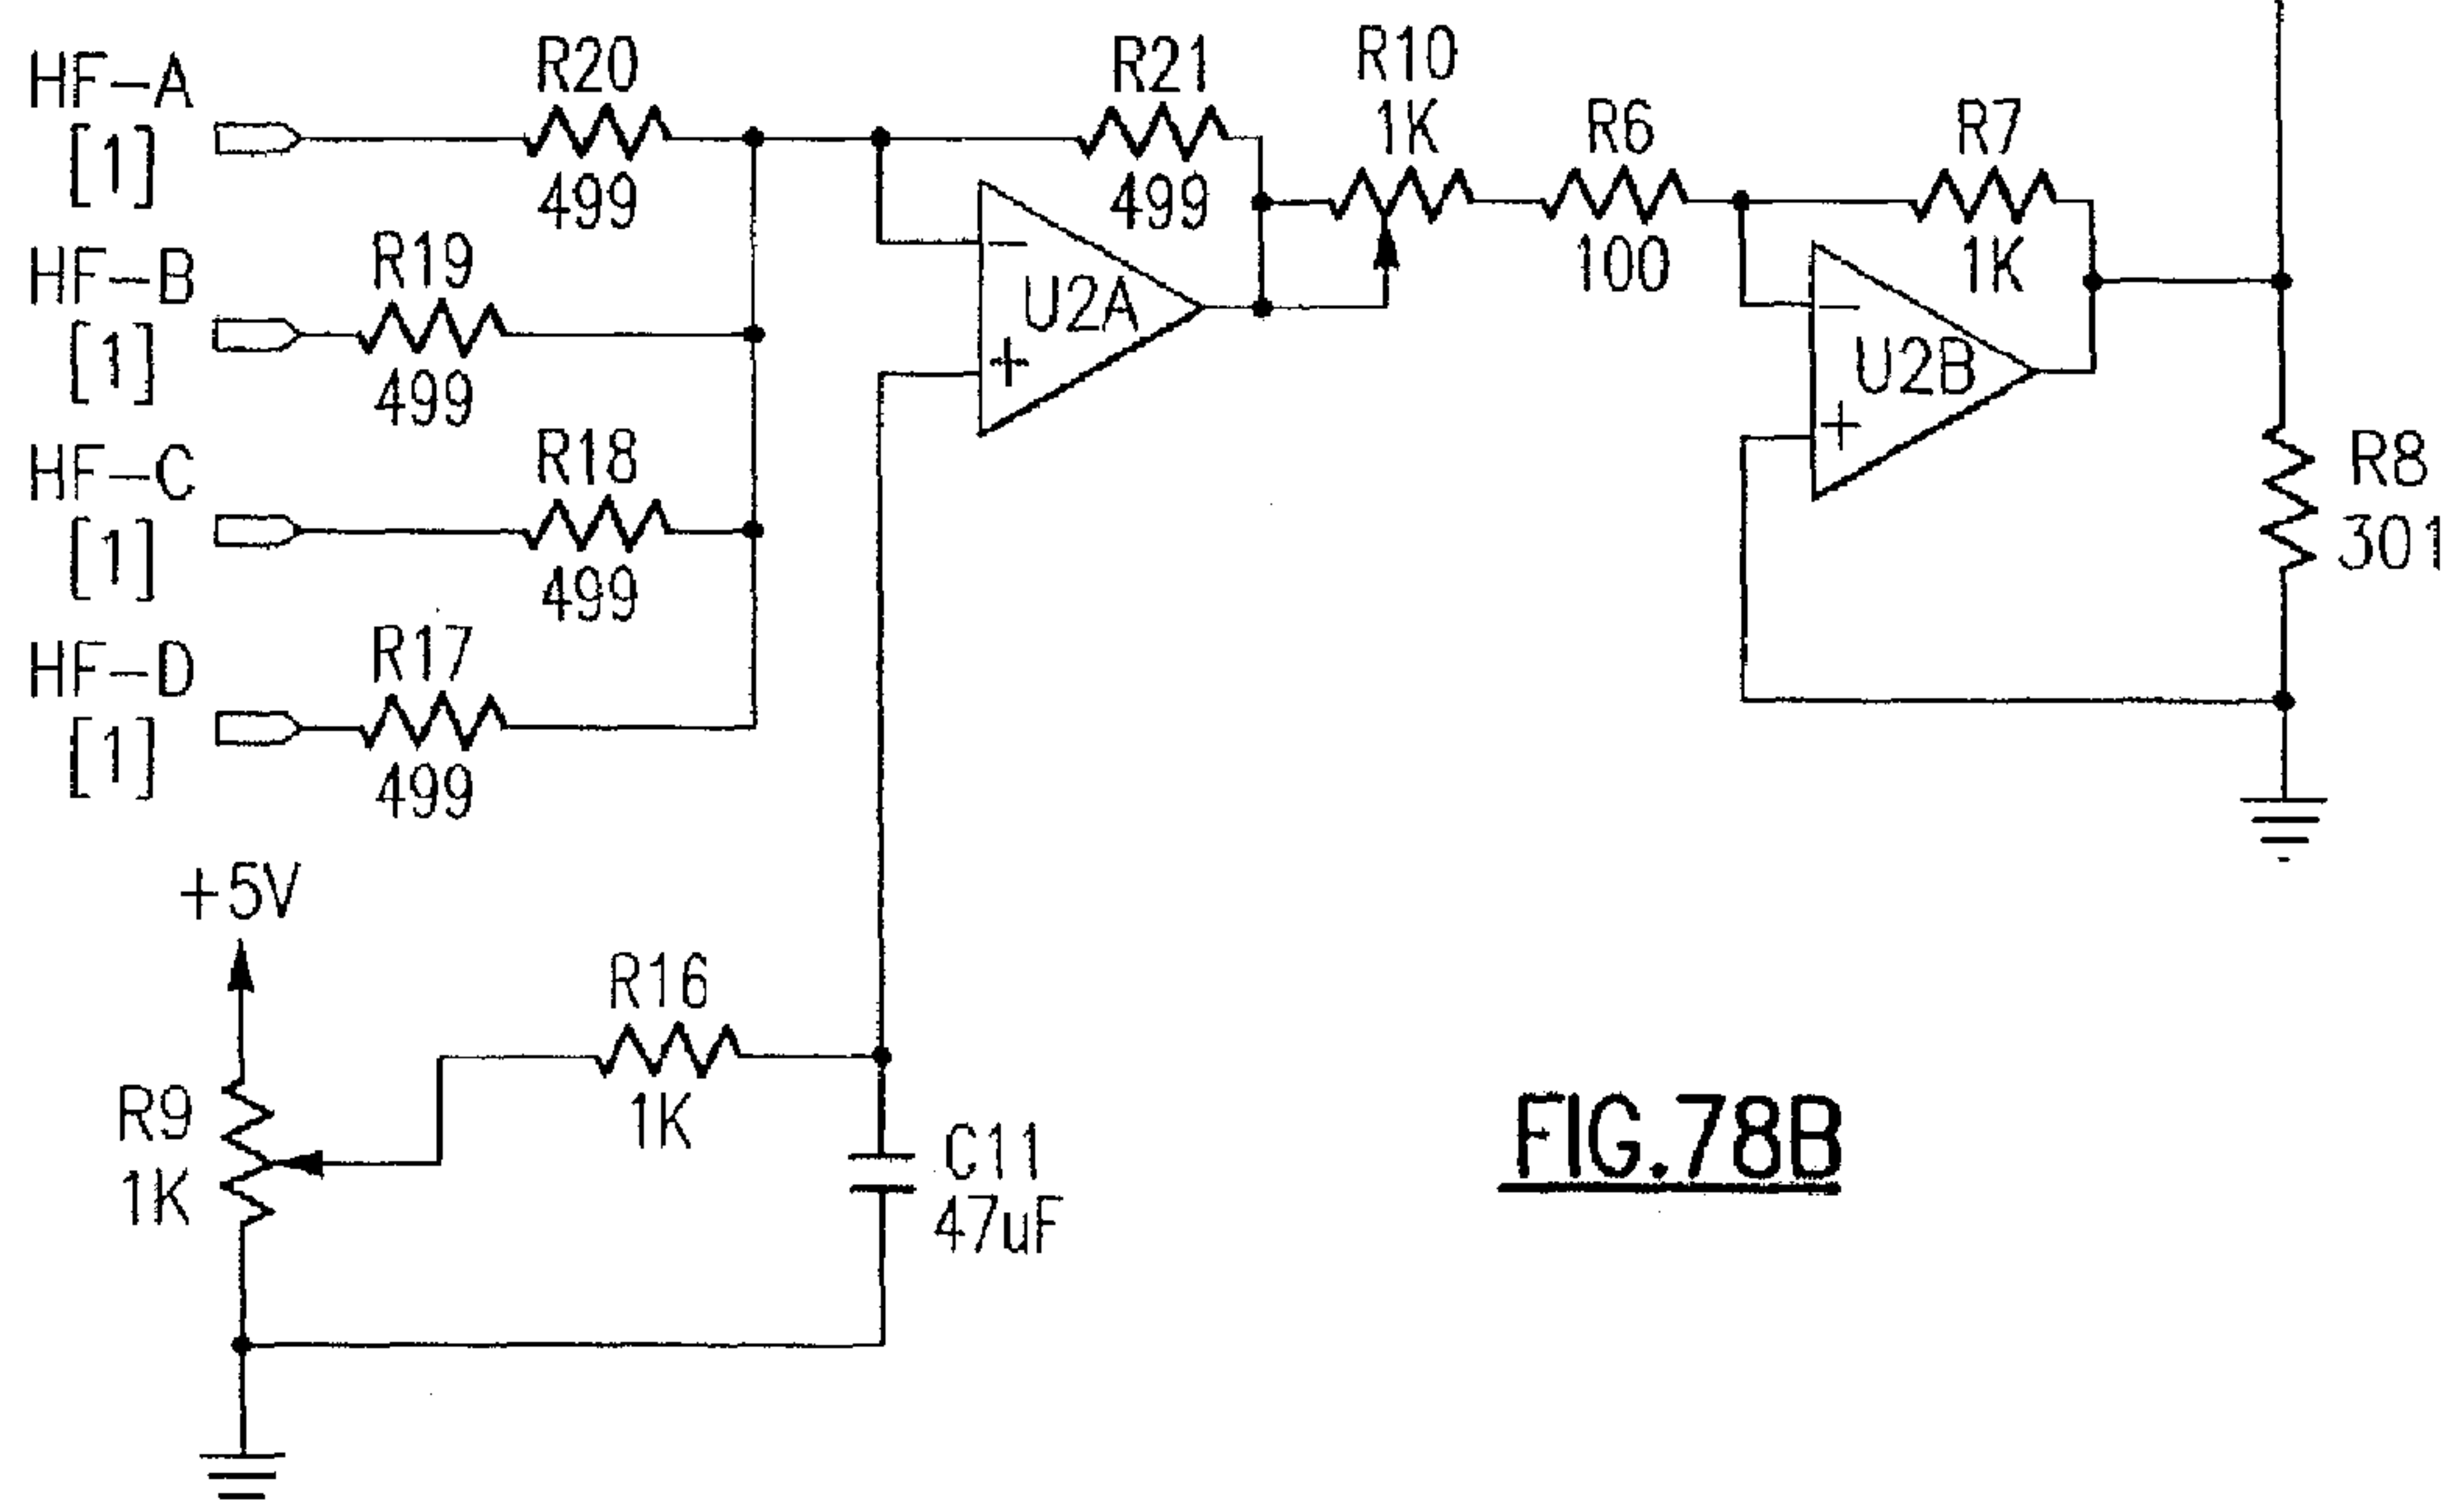 HF-A
[1]
R20
499
HF-B
[1]
R19
499
HF-C
[1]
R18
499
HF-D
[1]
R17
499
R21
499
R10
1K
R6
100
R7
1K
−
U2A
+
−
U2B
+
R8
301
+5V
R9
1K
R16
1K
C11
47uF
FIG.78B